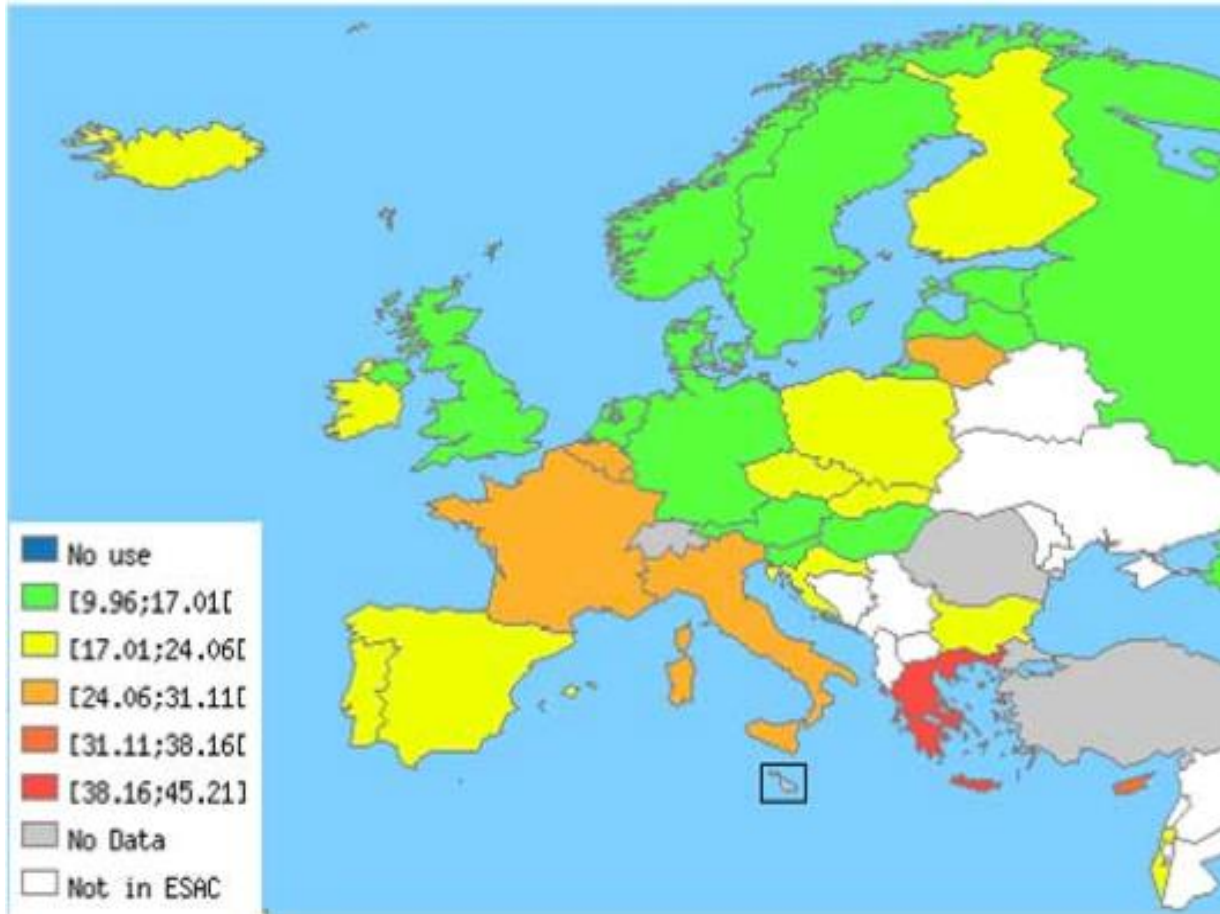 No use
[9.96;17.01[
[17.01;24.06[
[24.06;31.11[
[31.11;38.16[
[38.16;45.21]
No Data
Not in ESAC